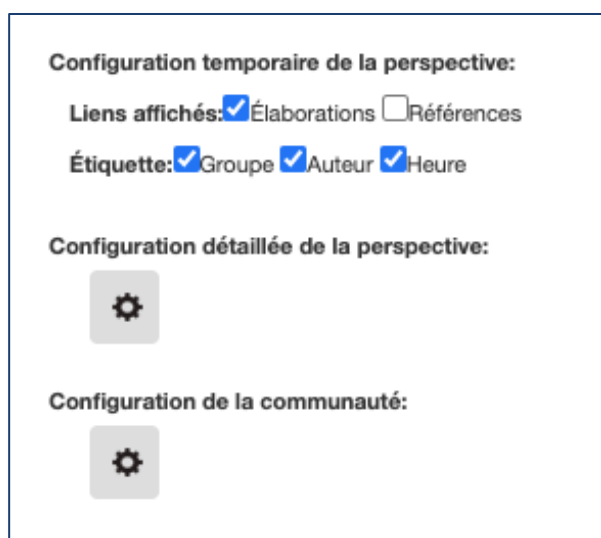 Configuration temporaire de la perspective:
Liens affichés:Élaborations Références
Étiquette:Groupe Auteur Heure
Configuration détaillée de la perspective:
Configuration de la communauté: